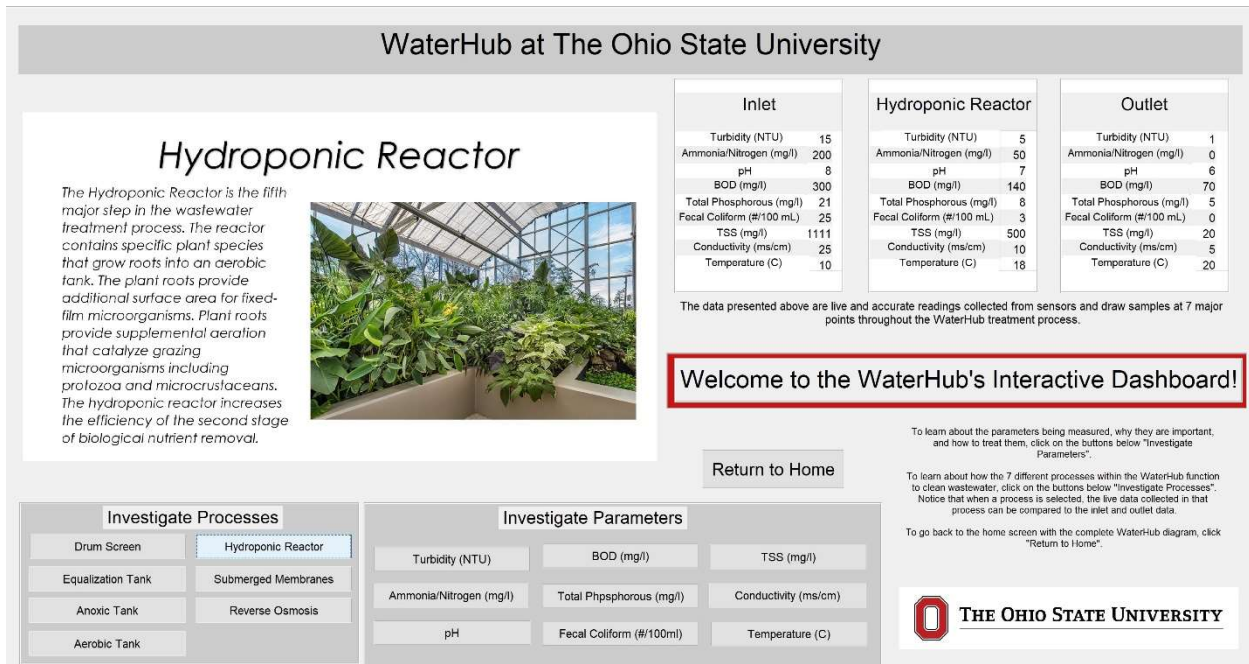 WaterHub at The Ohio State University
Hydroponic Reactor
The Hydroponic Reactor is the fifth
major step in the wastewater
treatment process. The reactor
contains specific plant species
that grow roots into an aerobic
tank. The plant roots provide
additional surface area for fixed-
film microorganisms. Plant roots
provide supplemental aeration
that catalyze grazing
microorganisms including
protozoa and microcrustaceans.
The hydroponic reactor increases
the efficiency of the second stage
of biological nutrient removal.
Inlet
Turbidity (NTU) 15
Ammonia/Nitrogen (mg/l) 200
pH 8
BOD (mg/l) 300
Total Phosphorous (mg/l) 21
Fecal Coliform (#/100 mL) 25
TSS (mg/l) 1111
Conductivity (ms/cm) 25
Temperature (C) 10
Hydroponic Reactor
Turbidity (NTU) 5
Ammonia/Nitrogen (mg/l) 50
pH 7
BOD (mg/l) 140
Total Phosphorous (mg/l) 8
Fecal Coliform (#/100 mL) 3
TSS (mg/l) 500
Conductivity (ms/cm) 10
Temperature (C) 18
Outlet
Turbidity (NTU) 1
Ammonia/Nitrogen (mg/l) 0
pH 6
BOD (mg/l) 70
Total Phosphorous (mg/l) 5
Fecal Coliform (#/100 mL) 0
TSS (mg/l) 20
Conductivity (ms/cm) 5
Temperature (C) 20
The data presented above are live and accurate readings collected from sensors and draw samples at 7 major
points throughout the WaterHub treatment process.
Welcome to the WaterHub's Interactive Dashboard!
Return to Home
To learn about the parameters being measured, why they are important,
and how to treat them, click on the buttons below "Investigate
Parameters".
To learn about how the 7 different processes within the WaterHub function
to clean wastewater, click on the buttons below "Investigate Processes".
Notice that when a process is selected, the live data collected in that
process can be compared to the inlet and outlet data.
To go back to the home screen with the complete WaterHub diagram, click
"Return to Home".
Investigate Processes
Drum Screen
Hydroponic Reactor
Equalization Tank
Submerged Membranes
Anoxic Tank
Reverse Osmosis
Aerobic Tank
Investigate Parameters
Turbidity (NTU)
BOD (mg/l)
TSS (mg/l)
Ammonia/Nitrogen (mg/l)
Total Phpsphorous (mg/l)
Conductivity (ms/cm)
pH
Fecal Coliform (#/100ml)
Temperature (C)
THE OHIO STATE UNIVERSITY